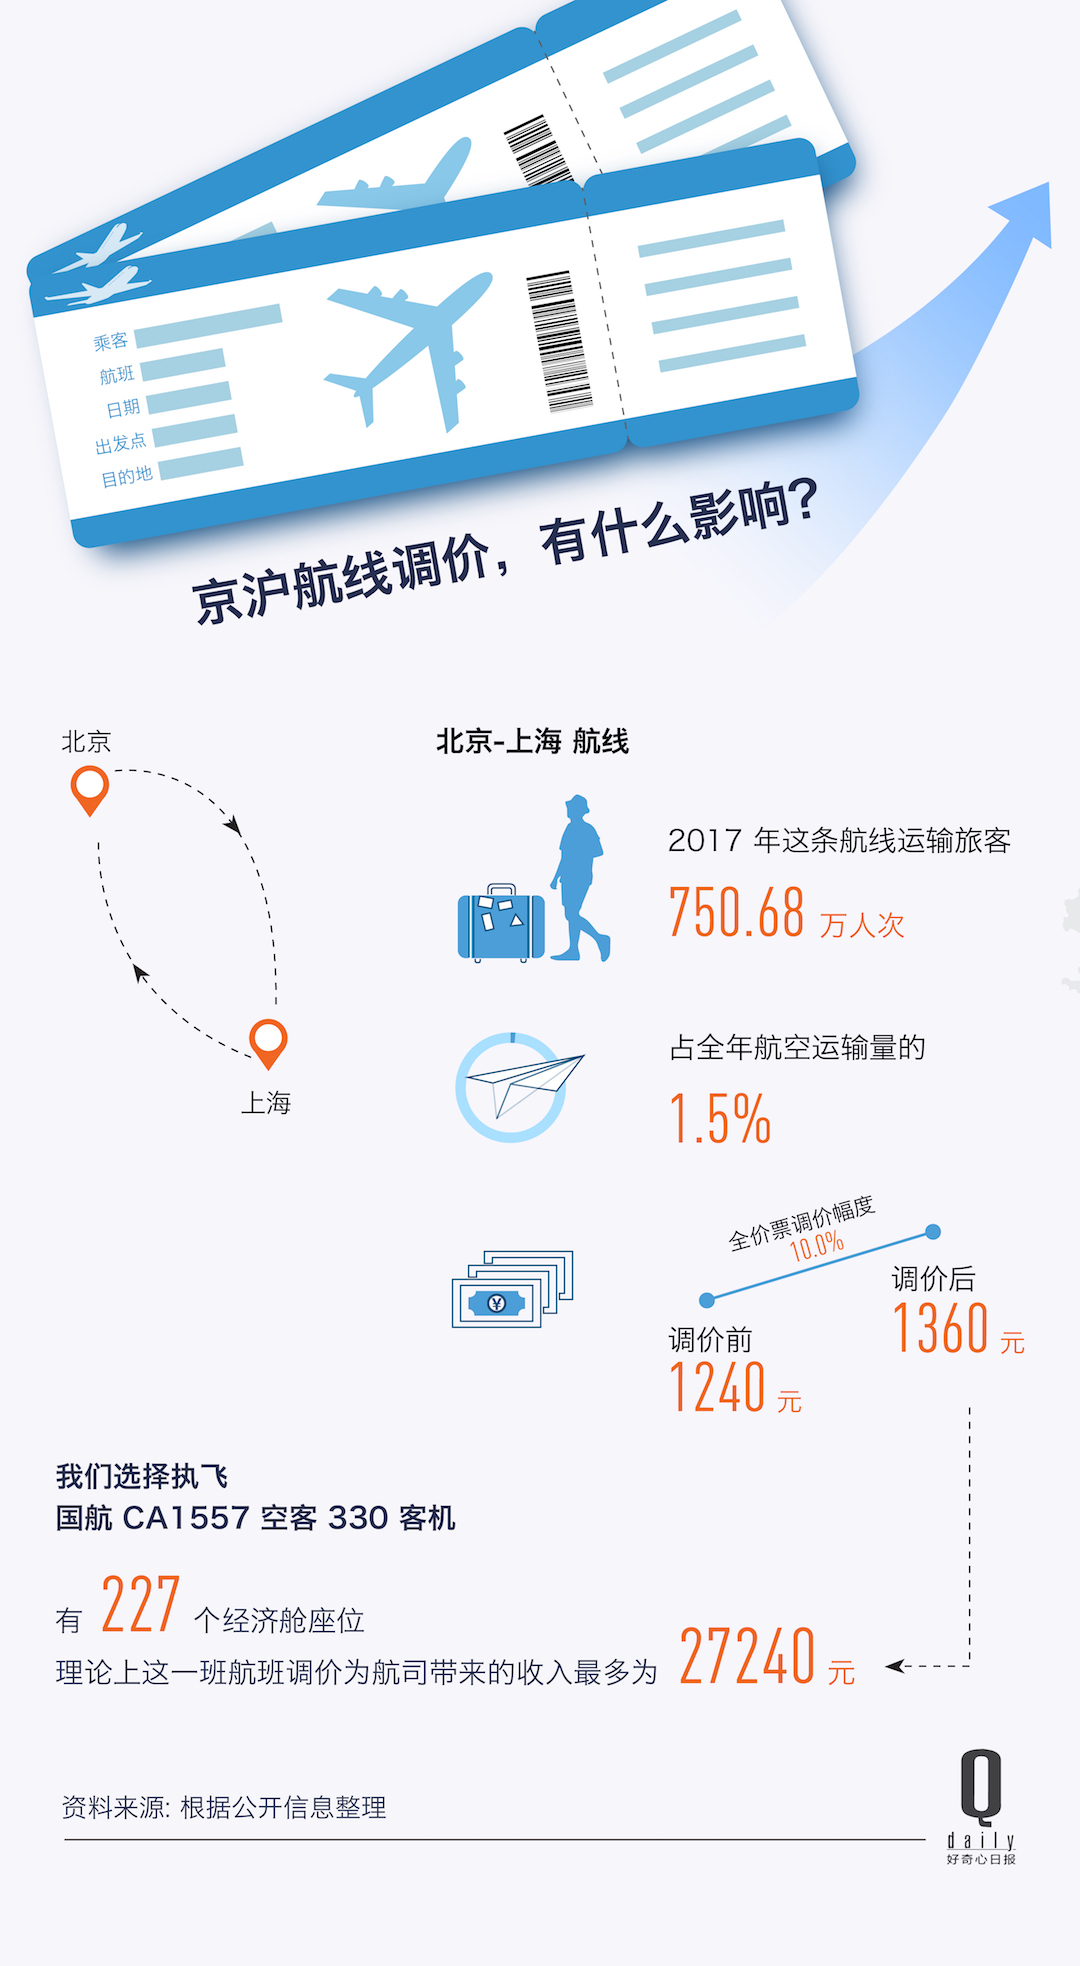 乘客
航班
日期
出发点
目的地
京沪航线调价，有什么影响？
北京
上海
北京-上海 航线
2017 年这条航线运输旅客
750.68 万人次
占全年航空运输量的
1.5%
全价票调价幅度
10.0%
调价前
1240 元
调价后
1360 元
我们选择执飞
国航 CA1557 空客 330 客机
有 227 个经济舱座位
理论上这一班航班调价为航司带来的收入最多为 27240 元
资料来源: 根据公开信息整理
Q
daily
好奇心日报